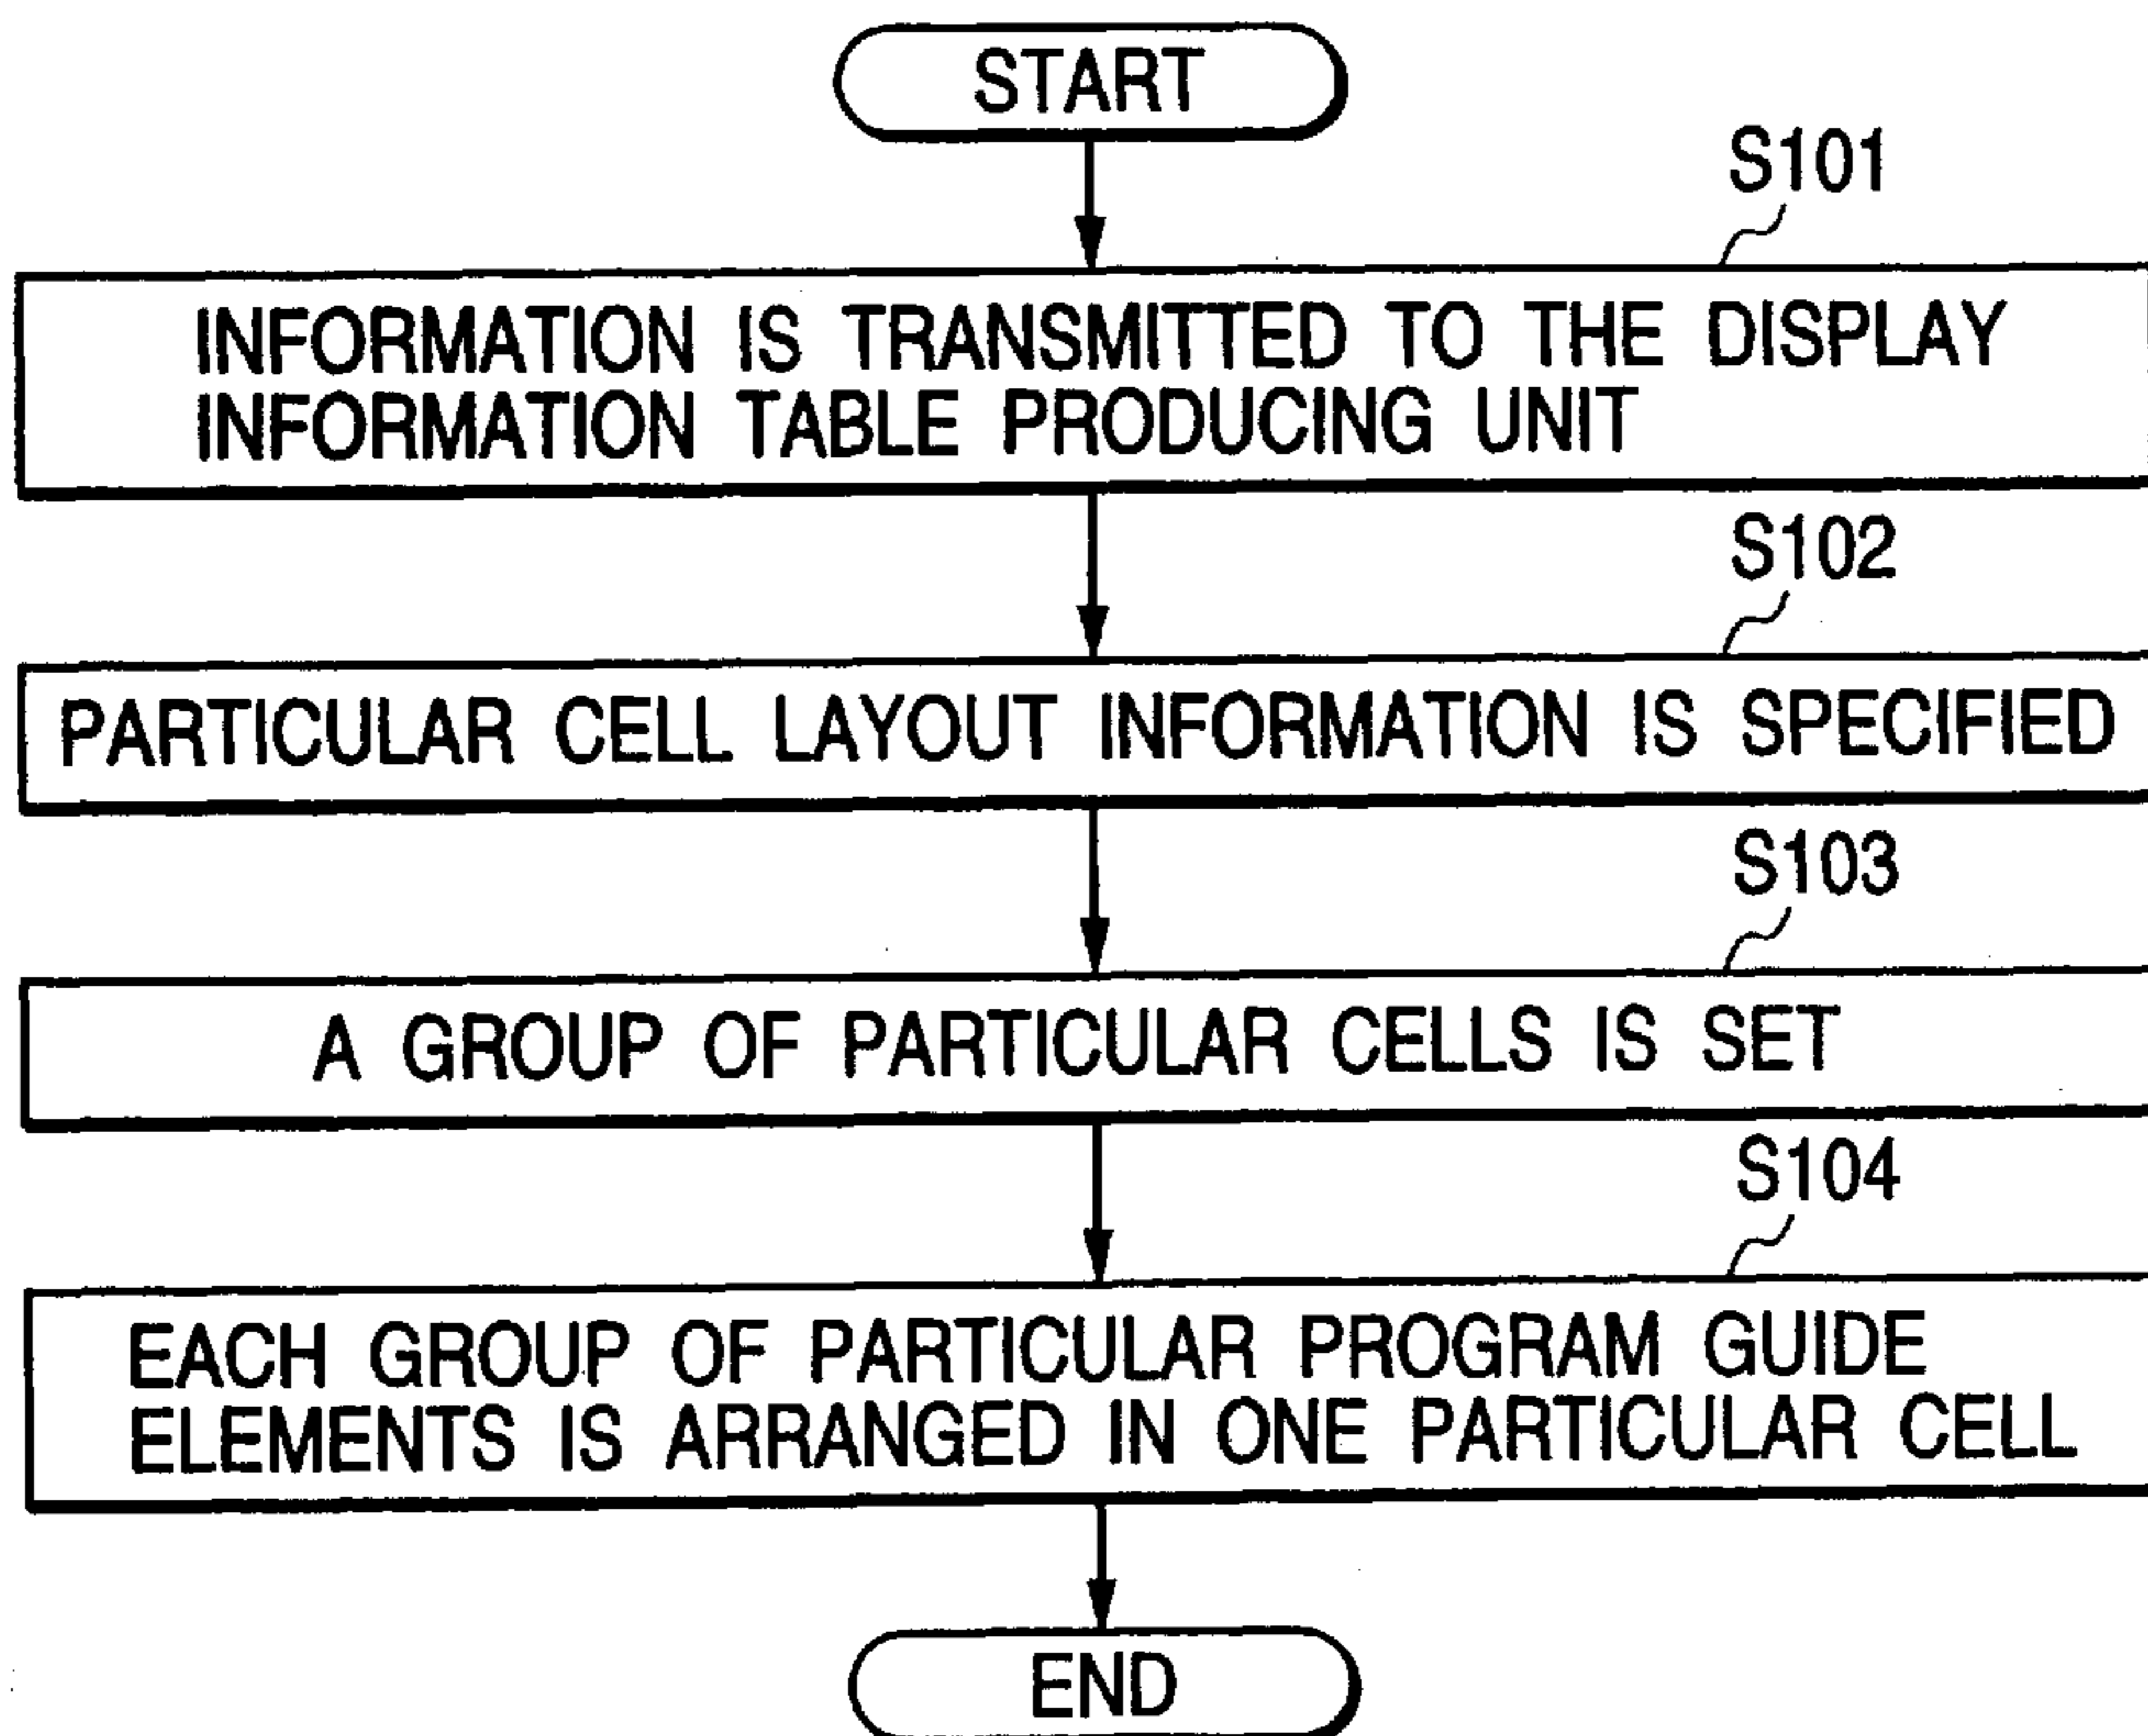 START
S101
INFORMATION IS TRANSMITTED TO THE DISPLAY
INFORMATION TABLE PRODUCING UNIT
S102
PARTICULAR CELL LAYOUT INFORMATION IS SPECIFIED
S103
A GROUP OF PARTICULAR CELLS IS SET
S104
EACH GROUP OF PARTICULAR PROGRAM GUIDE
ELEMENTS IS ARRANGED IN ONE PARTICULAR CELL
END